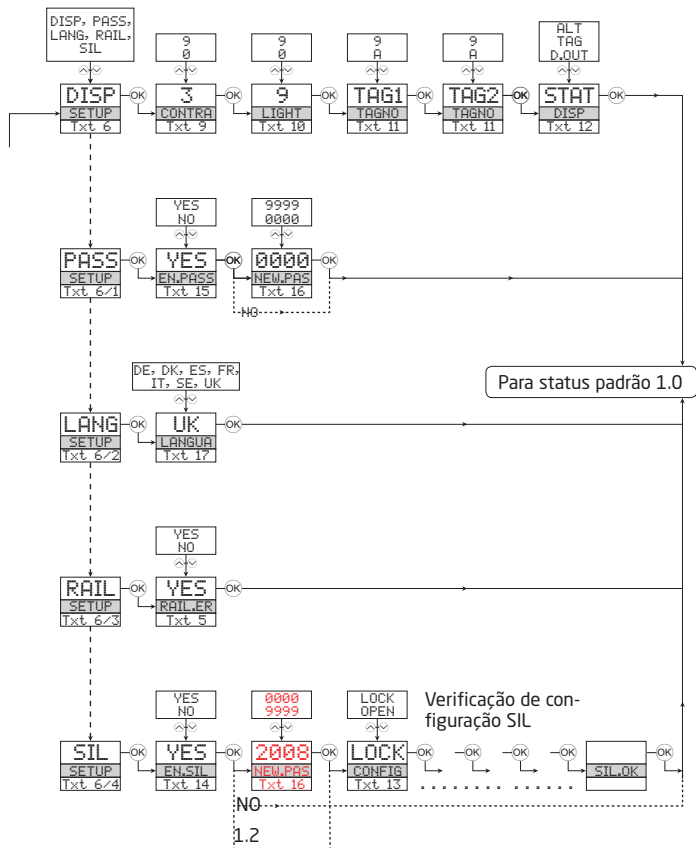 DISP, PASS,
LANG, RAIL,
SIL
9
0
9
0
9
A
9
A
ALT
TAG
D.OUT
DISP
SETUP
Txt 6
OK
3
CONTRA
Txt 9
OK
9
LIGHT
Txt 10
OK
TAG1
TAGNO
Txt 11
OK
TAG2
TAGNO
Txt 11
OK
STAT
DISP
Txt 12
OK
YES
NO
9999
0000
PASS
SETUP
Txt 6/1
OK
YES
EN.PASS
Txt 15
OK
0000
NEW.PAS
Txt 16
OK
NO
Para status padrão 1.0
DE, DK, ES, FR,
IT, SE, UK
LANG
SETUP
Txt 6/2
OK
UK
LANGUA
Txt 17
OK
YES
NO
RAIL
SETUP
Txt 6/3
OK
YES
RAIL.ER
Txt 5
OK
YES
NO
0000
9999
LOCK
OPEN
Verificação de con-
figuração SIL
SIL
SETUP
Txt 6/4
OK
YES
EN.SIL
Txt 14
OK
2008
NEW.PAS
Txt 16
OK
LOCK
CONFIG
Txt 13
OK
OK
OK
OK
SIL.OK
OK
NO
1.2